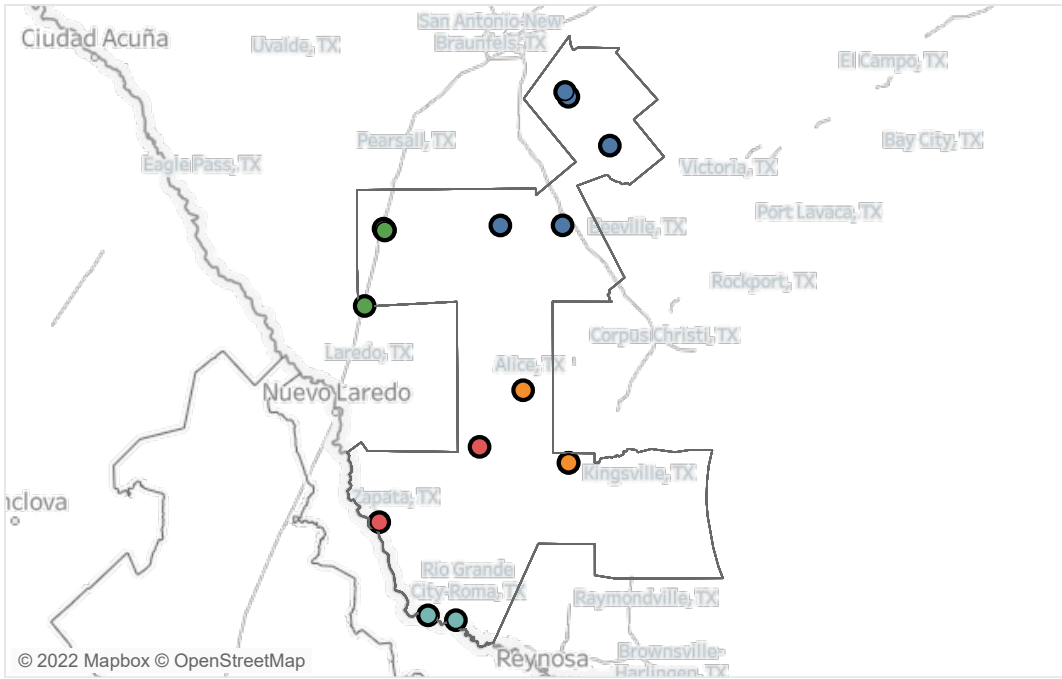 San Antonio-New
Braunfels, TX
Ciudad Acuña
Uvalde, TX
El Campo, TX
Pearsall, TX
Bay City, TX
Eagle Pass, TX
Victoria, TX
Port Lavaca, TX
Beeville, TX
Rockport, TX
Corpus Christi, TX
Laredo, TX
Alice, TX
Nuevo Laredo
Kingsville, TX
Zapata, TX
nclova
Rio Grande
City-Roma, TX
Raymondville, TX
Brownsville-
Harlingen, TX
Reynosa
© 2022 Mapbox © OpenStreetMap